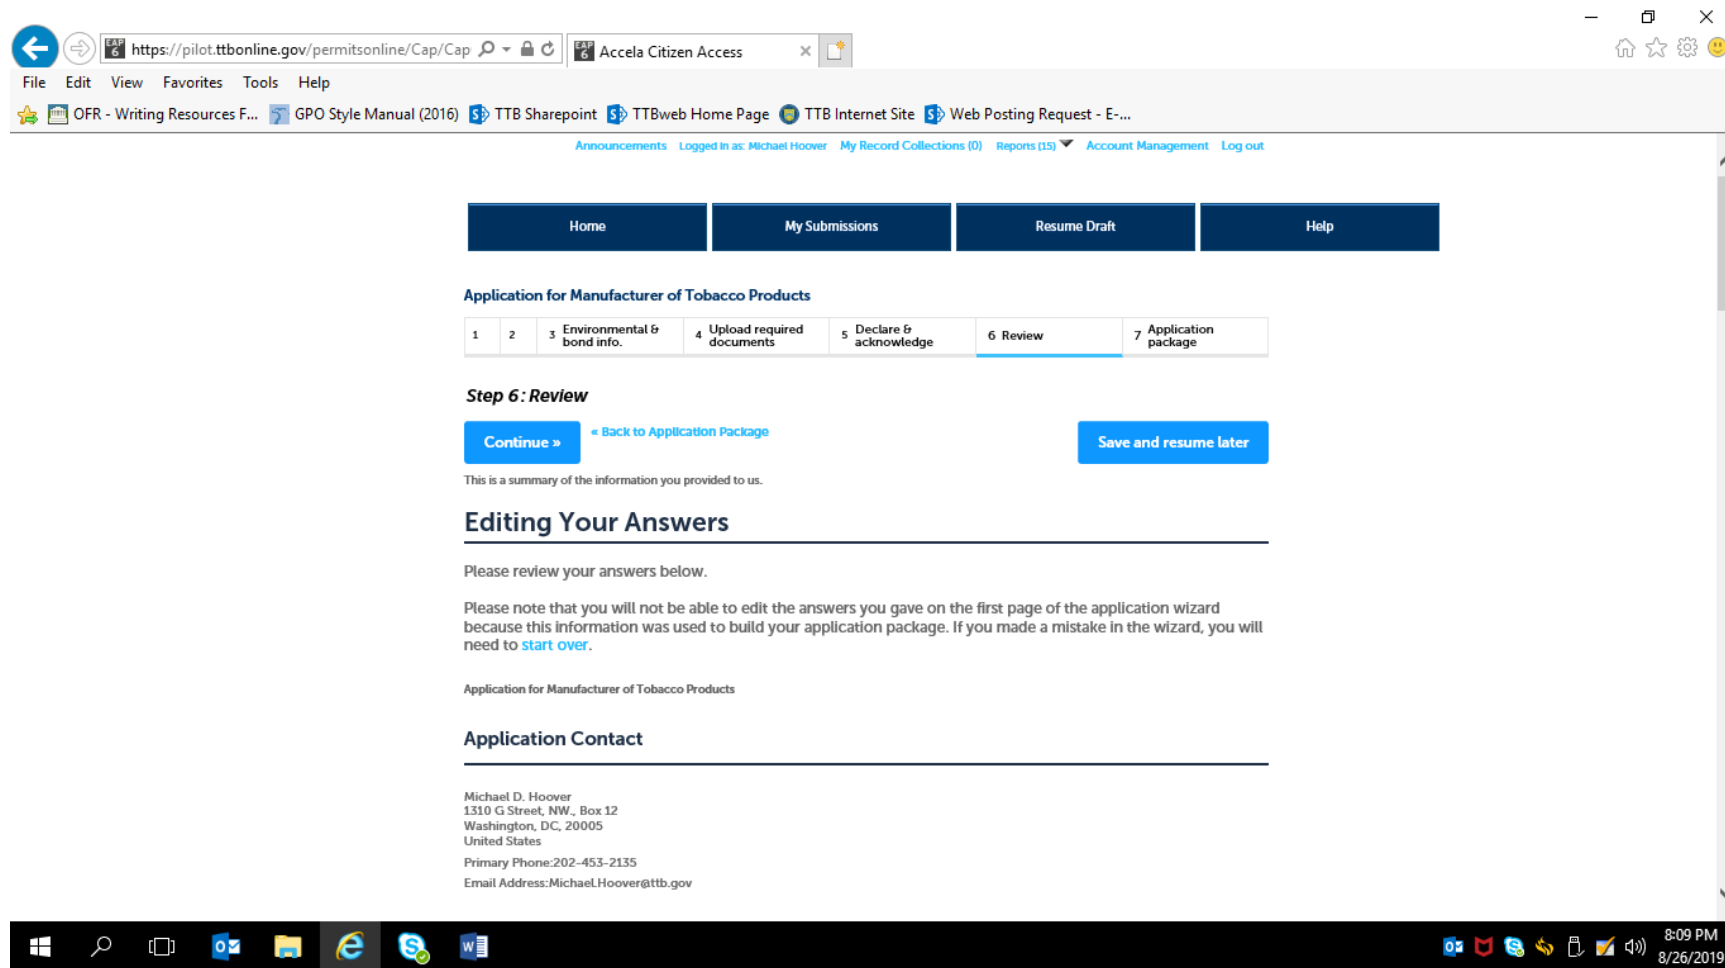 https://pilot.ttbonline.gov/permitsonline/Cap/Cap
EAP 6 Accela Citizen Access
File Edit View Favorites Tools Help
OFR - Writing Resources F... GPO Style Manual (2016) TTB Sharepoint TTBweb Home Page TTB Internet Site Web Posting Request - E-...
Announcements Logged in as: Michael Hoover My Record Collections (0) Reports (15) Account Management Log out
Home My Submissions Resume Draft Help
Application for Manufacturer of Tobacco Products
1 2 3 Environmental & bond info. 4 Upload required documents 5 Declare & acknowledge 6 Review 7 Application package
Step 6: Review
Continue » « Back to Application Package Save and resume later
This is a summary of the information you provided to us.
Editing Your Answers
Please review your answers below.
Please note that you will not be able to edit the answers you gave on the first page of the application wizard
because this information was used to build your application package. If you made a mistake in the wizard, you will
need to start over.
Application for Manufacturer of Tobacco Products
Application Contact
Michael D. Hoover
1310 G Street, NW., Box 12
Washington, DC, 20005
United States
Primary Phone:202-453-2135
Email Address:Michael.Hoover@ttb.gov
8:09 PM
8/26/2019